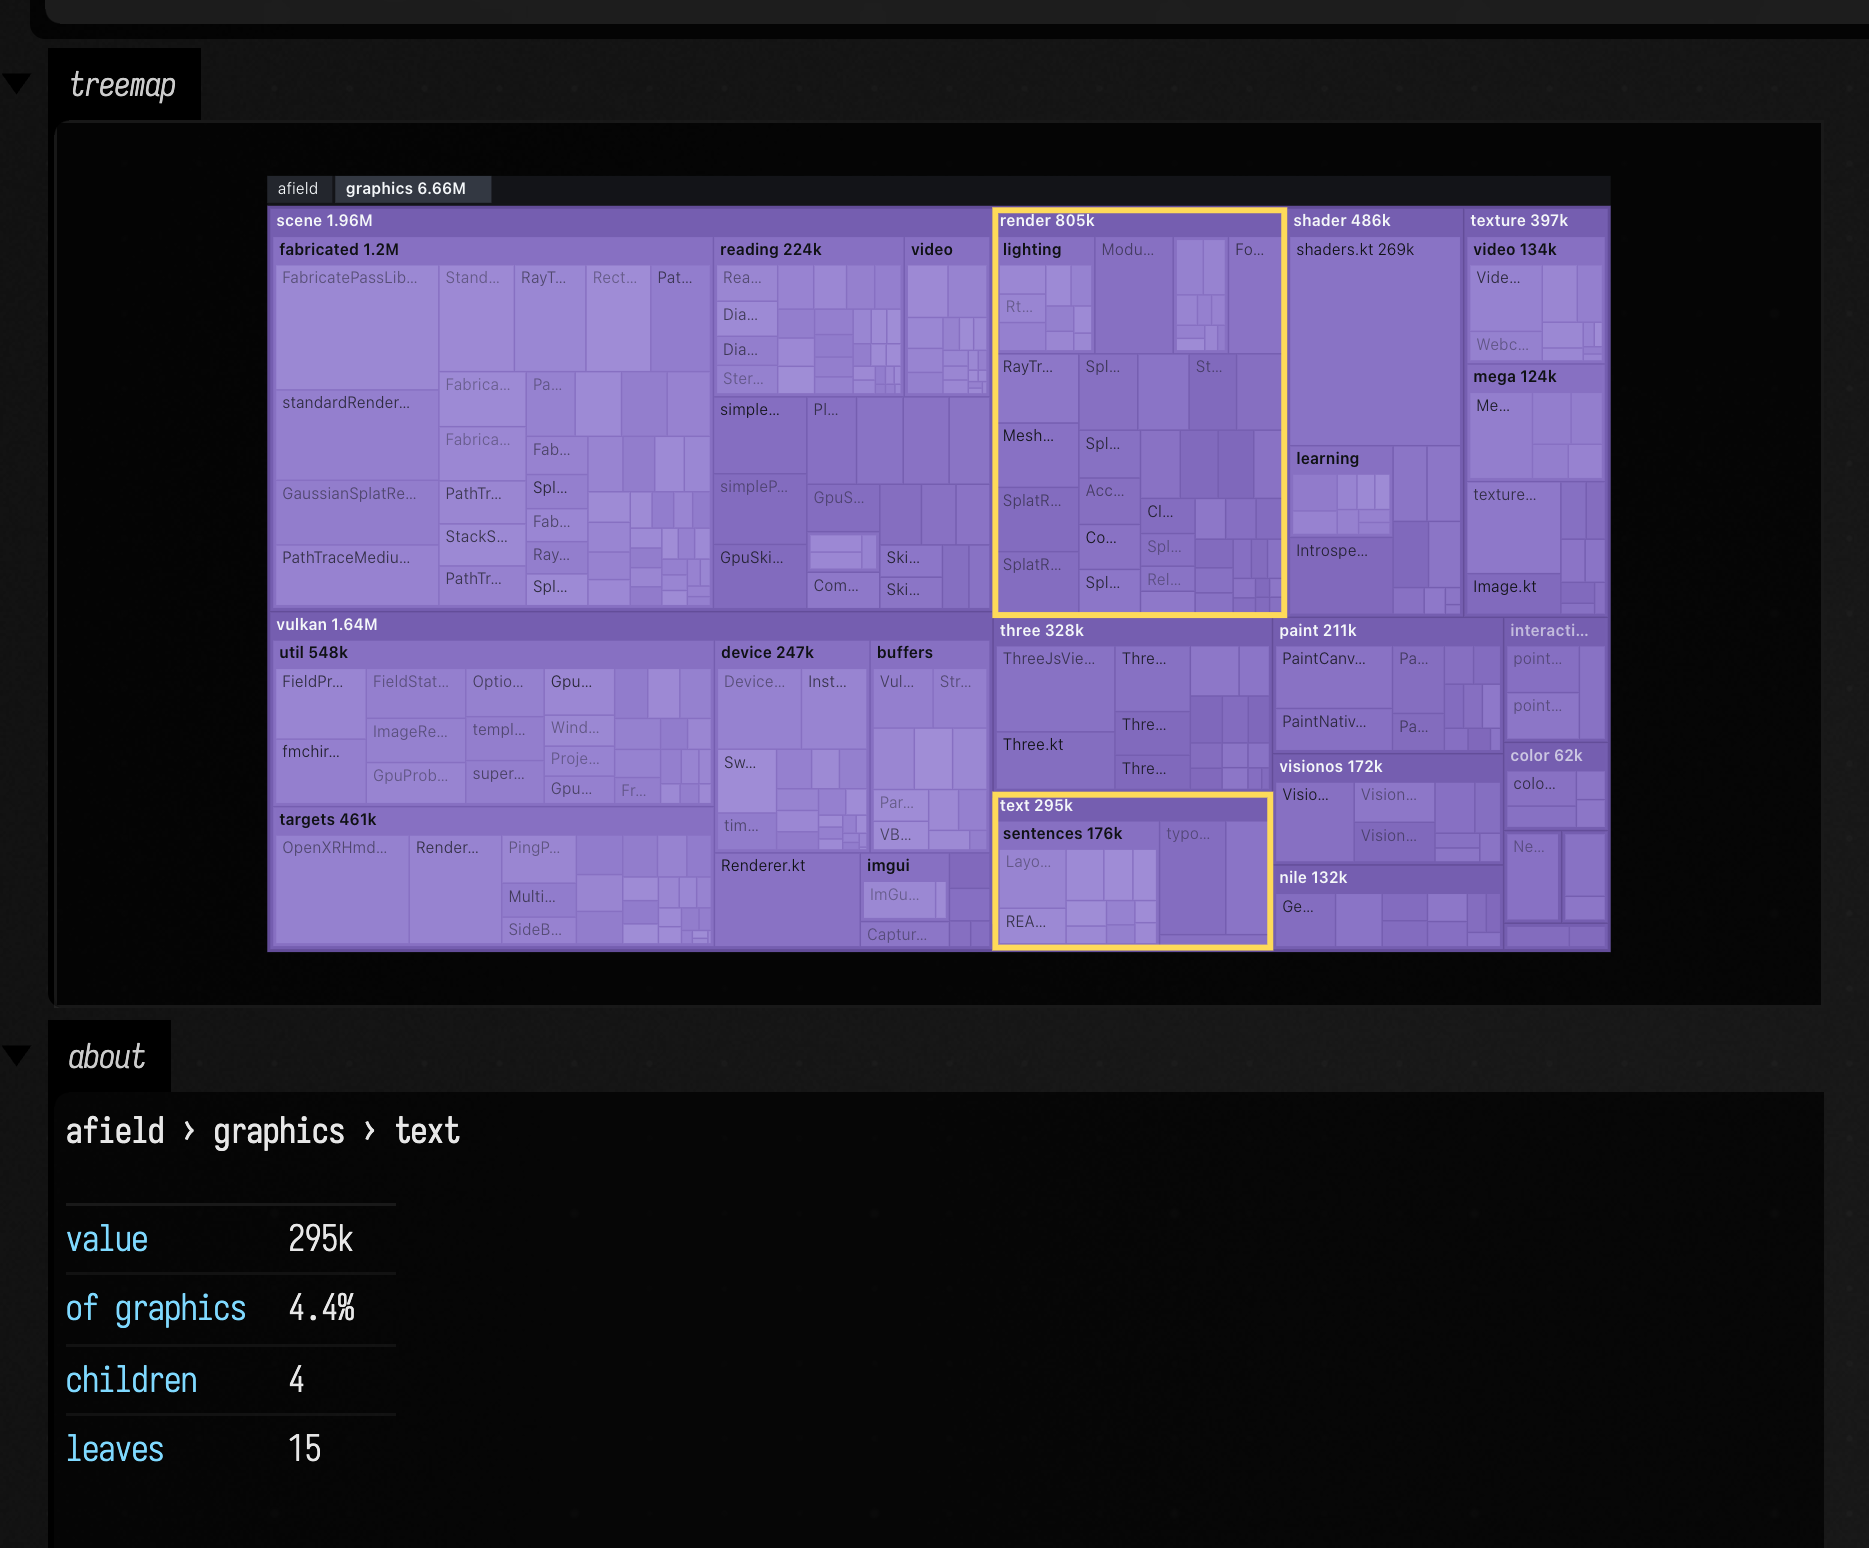 treemap
afield
graphics 6.66M
scene 1.96M
fabricated 1.2M
FabricatePassLib...
Stand...
RayT...
Rect...
Pat...
standardRender...
Fabrica...
Pa...
Fabrica...
Fab...
GaussianSplatRe...
PathTr...
Spl...
StackS...
Fab...
PathTraceMediu...
Ray...
PathTr...
Spl...
reading 224k
Rea...
Dia...
Dia...
Ster...
video
simple...
Pl...
simpleP...
GpuS...
GpuSki...
Com...
Ski...
Ski...
render 805k
lighting
Rt...
Modu...
Fo...
RayTr...
Spl...
St...
Mesh...
Spl...
SplatR...
Acc...
Cl...
Co...
Spl...
SplatR...
Spl...
Rel...
shader 486k
shaders.kt 269k
learning
Introspe...
texture 397k
video 134k
Vide...
Webc...
mega 124k
Me...
texture...
Image.kt
vulkan 1.64M
util 548k
FieldPr...
FieldStat...
Optio...
Gpu...
ImageRe...
templ...
Wind...
fmchir...
Proje...
GpuProb...
super...
Gpu...
Fr...
targets 461k
OpenXRHmd...
Render...
PingP...
Multi...
SideB...
device 247k
Device...
Inst...
Sw...
tim...
buffers
Vul...
Str...
Par...
VB...
Renderer.kt
imgui
ImGu...
Captur...
three 328k
ThreeJsVie...
Thre...
Thre...
Three.kt
Thre...
text 295k
sentences 176k
Layo...
REA...
typo...
paint 211k
PaintCanv...
Pa...
PaintNativ...
Pa...
visionos 172k
Visio...
Vision...
Vision...
nile 132k
Ge...
interacti...
point...
point...
color 62k
colo...
Ne...
about
afield › graphics › text
value 295k
of graphics 4.4%
children 4
leaves 15